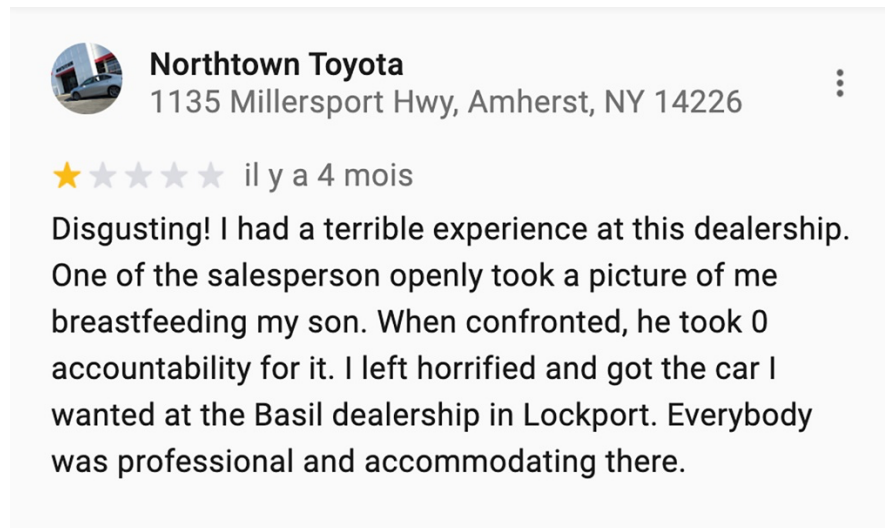 Northtown Toyota
1135 Millersport Hwy, Amherst, NY 14226
il y a 4 mois
Disgusting! I had a terrible experience at this dealership.
One of the salesperson openly took a picture of me
breastfeeding my son. When confronted, he took 0
accountability for it. I left horrified and got the car I
wanted at the Basil dealership in Lockport. Everybody
was professional and accommodating there.